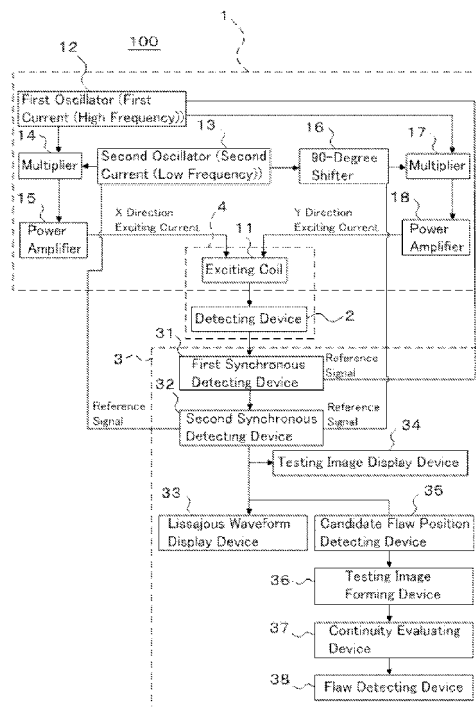 1
100
12
First Oscillator (First
Current (High Frequency))
14
13
16
17
Multiplier
Second Oscillator (Second
Current (Low Frequency))
90-Degree
Shifter
Multiplier
15
18
Power
Amplifier
X Direction
Exciting Current
4
11
Y Direction
Exciting Current
Power
Amplifier
Exciting Coil
Detecting Device
2
31
3
First Synchronous
Detecting Device
Reference
Signal
32
Reference
Signal
Second Synchronous
Detecting Device
Reference
Signal
34
Testing Image Display Device
33
35
Lissajous Waveform
Display Device
Candidate Flaw Position
Detecting Device
36
Testing Image
Forming Device
37
Continuity Evaluating
Device
38
Flaw Detecting Device